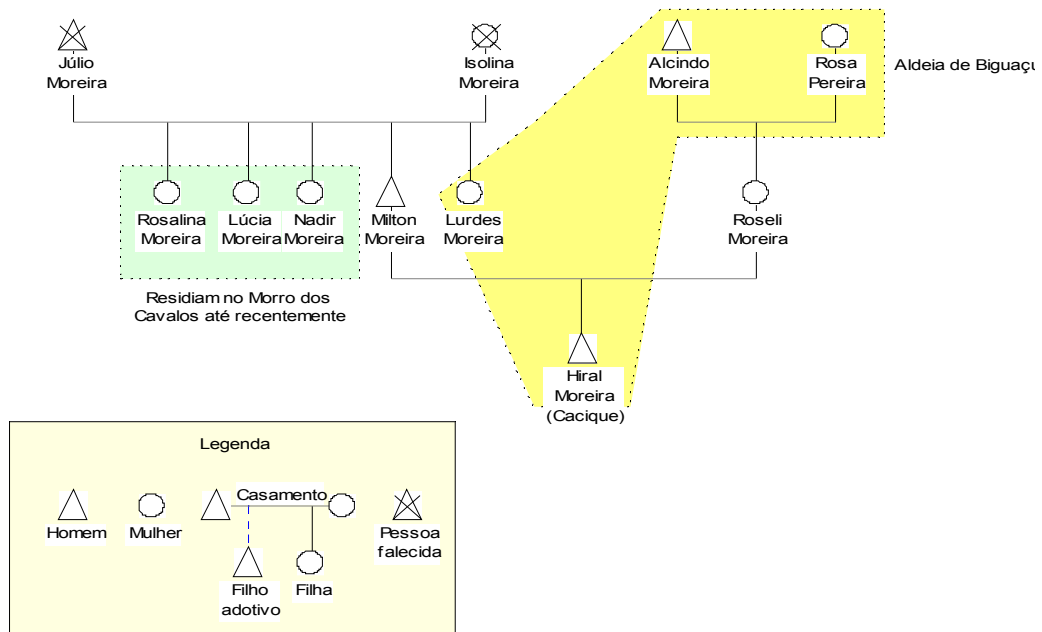 Júlio
Moreira
Isolina
Moreira
Alcindo
Moreira
Rosa
Pereira
Aldeia de Biguaçu
Rosalina
Moreira
Lúcia
Moreira
Nadir
Moreira
Milton
Moreira
Lurdes
Moreira
Roseli
Moreira
Residiam no Morro dos
Cavalos até recentemente
Hiral
Moreira
(Cacique)
Legenda
Homem
Mulher
Casamento
Filho
adotivo
Filha
Pessoa
falecida